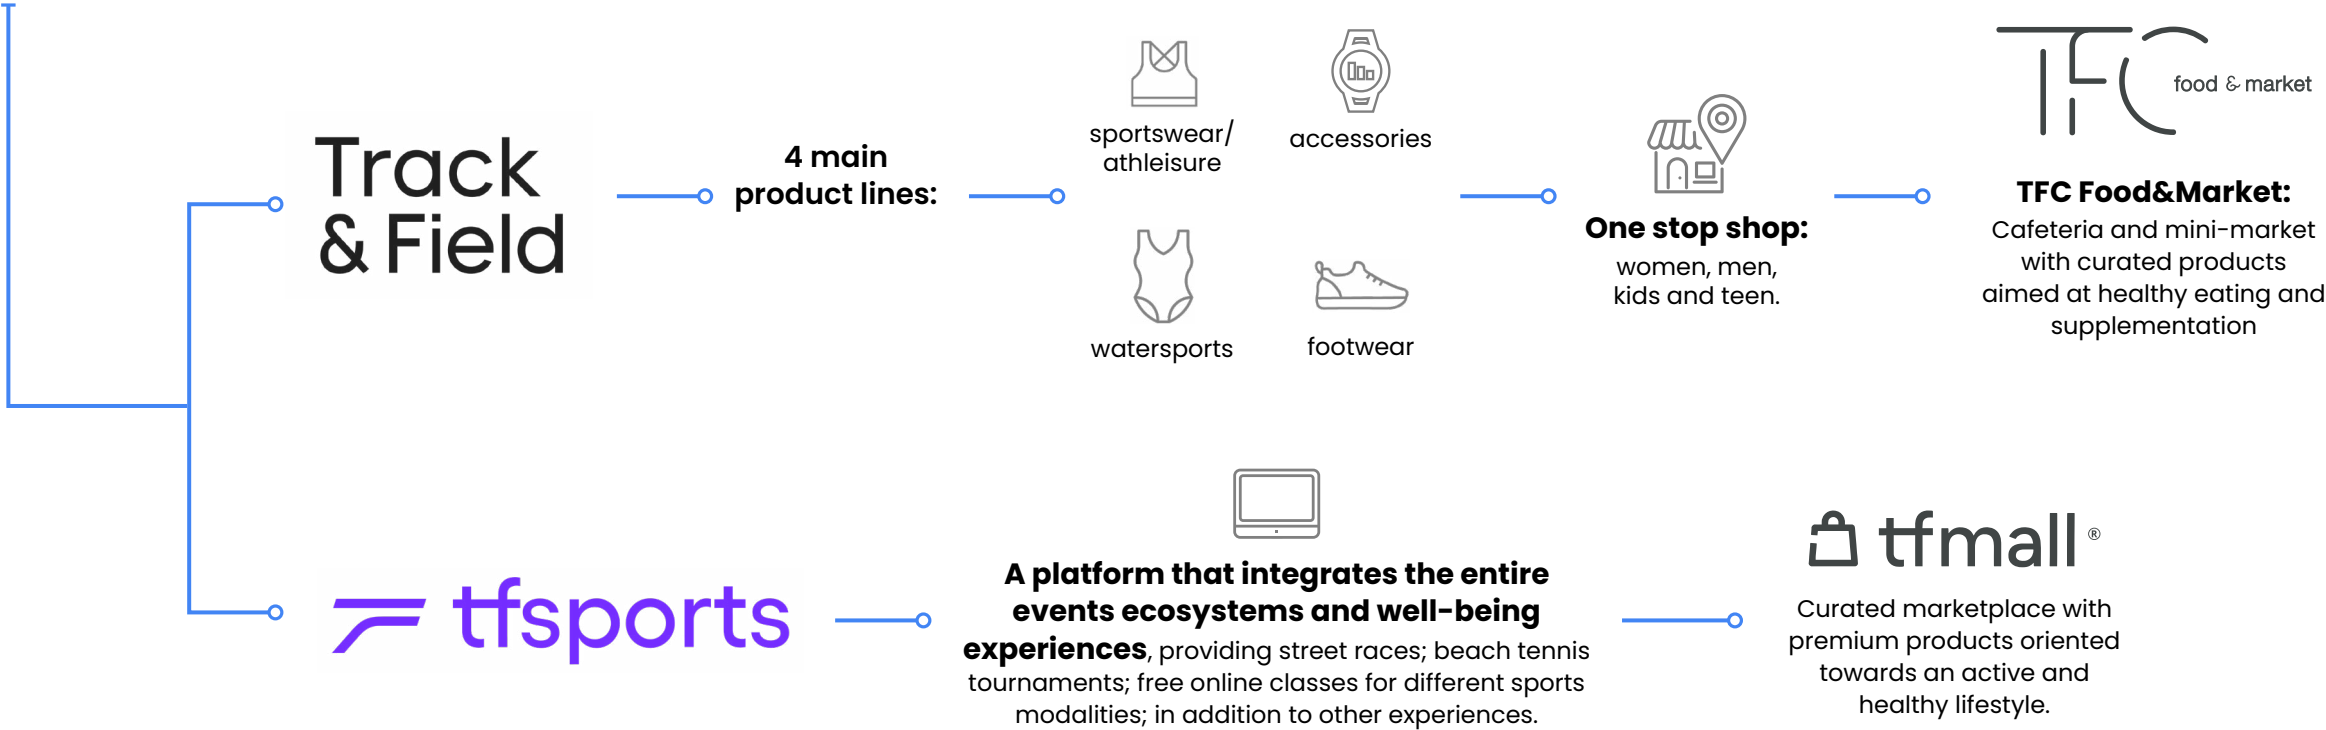 Track
& Field
4 main
product lines:
sportswear/
athleisure
accessories
watersports
footwear
One stop shop:
women, men,
kids and teen.
TFC food & market
TFC Food&Market:
Cafeteria and mini-market
with curated products
aimed at healthy eating and
supplementation
tfsports
A platform that integrates the entire
events ecosystems and well-being
experiences, providing street races; beach tennis
tournaments; free online classes for different sports
modalities; in addition to other experiences.
tfmall ®
Curated marketplace with
premium products oriented
towards an active and
healthy lifestyle.